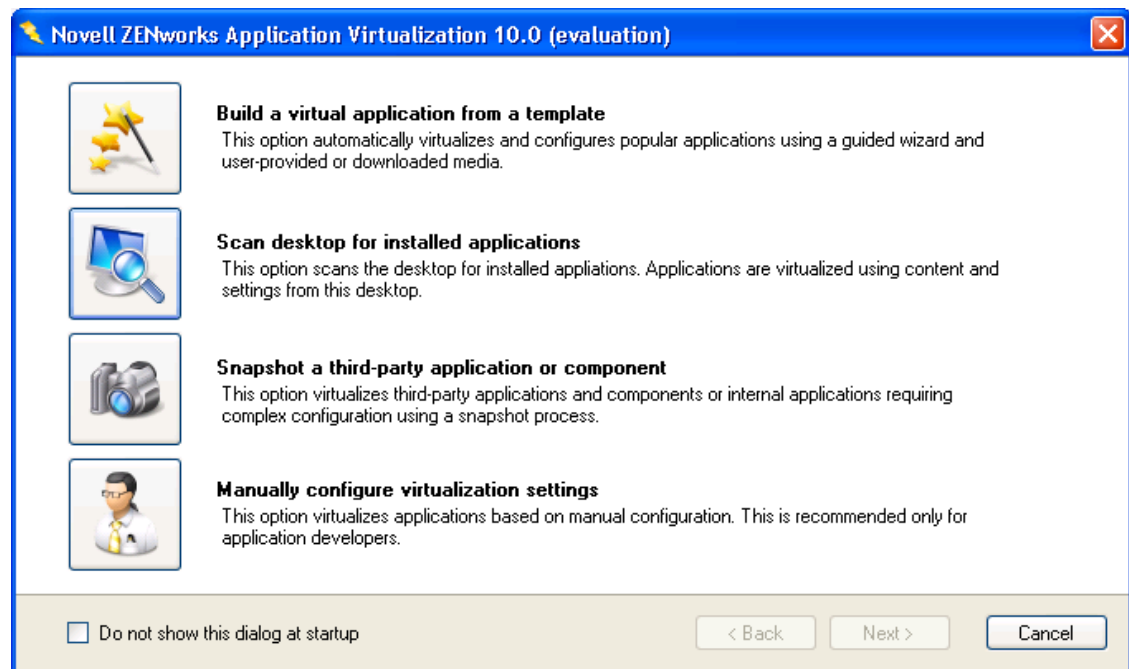 Novell ZENworks Application Virtualization 10.0 (evaluation)
Build a virtual application from a template
This option automatically virtualizes and configures popular applications using a guided wizard and
user-provided or downloaded media.
Scan desktop for installed applications
This option scans the desktop for installed appliations. Applications are virtualized using content and
settings from this desktop.
Snapshot a third-party application or component
This option virtualizes third-party applications and components or internal applications requiring
complex configuration using a snapshot process.
Manually configure virtualization settings
This option virtualizes applications based on manual configuration. This is recommended only for
application developers.
Do not show this dialog at startup
< Back
Next >
Cancel